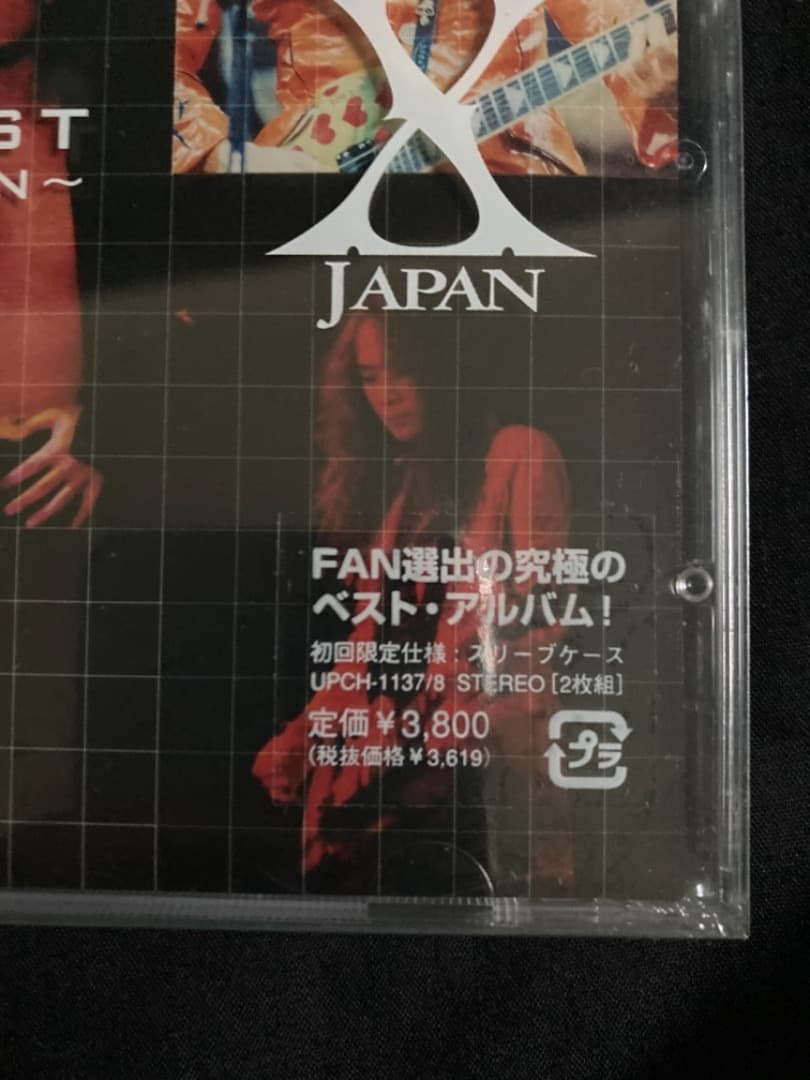 ST
N~
X
JAPAN
FAN選出の究極の
ベスト・アルバム!
初回限定仕様:スリーブケース
UPCH-1137/8 STEREO [2枚組]
定価¥3,800
(税抜価格¥3,619)
プラ